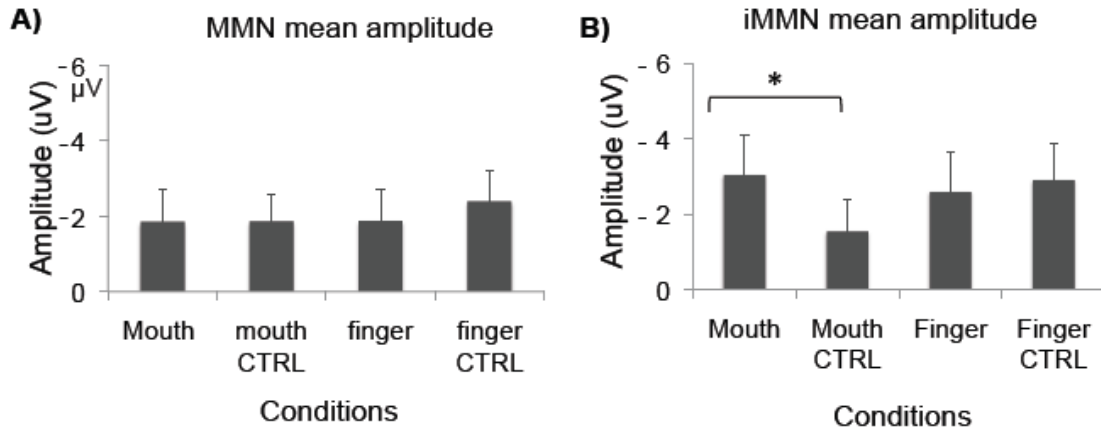 A)
MMN mean amplitude
Amplitude (uV)
- 6
μV
- 4
- 2
0
Mouth
mouth
CTRL
finger
finger
CTRL
Conditions
B)
iMMN mean amplitude
Amplitude (uV)
- 6
- 4
- 2
0
*
Mouth
Mouth
CTRL
Finger
Finger
CTRL
Conditions